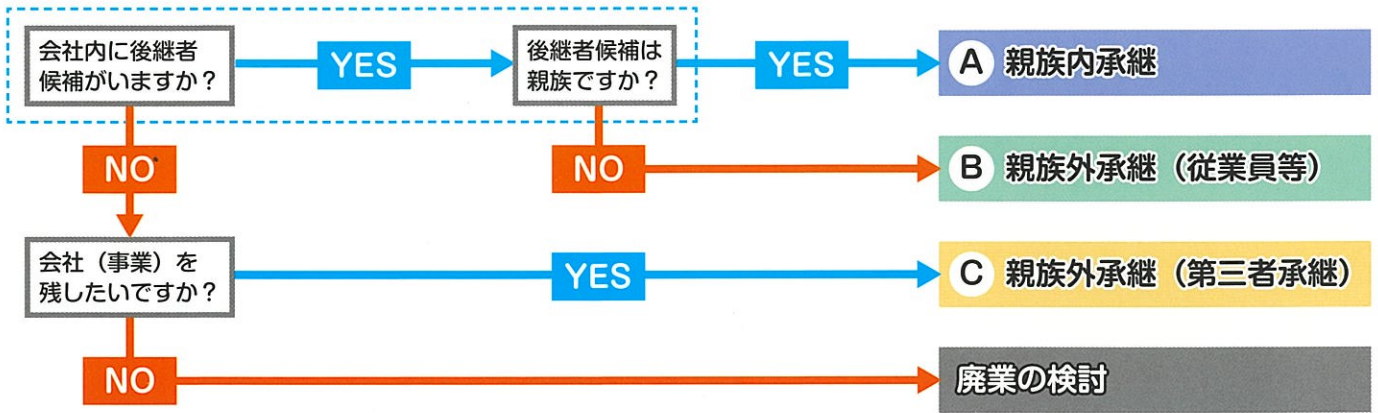 会社内に後継者
候補がいますか？
YES
後継者候補は
親族ですか？
YES
A 親族内承継
NO
NO
B 親族外承継（従業員等）
会社（事業）を
残したいですか？
YES
C 親族外承継（第三者承継）
NO
廃業の検討